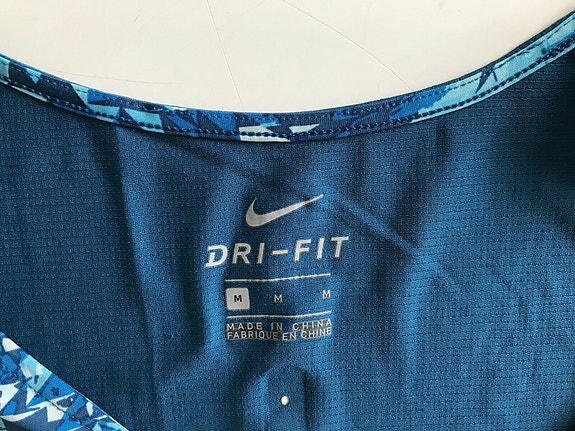 DRI-FIT
M M M
MADE IN CHINA
FABRIQUE EN CHINE